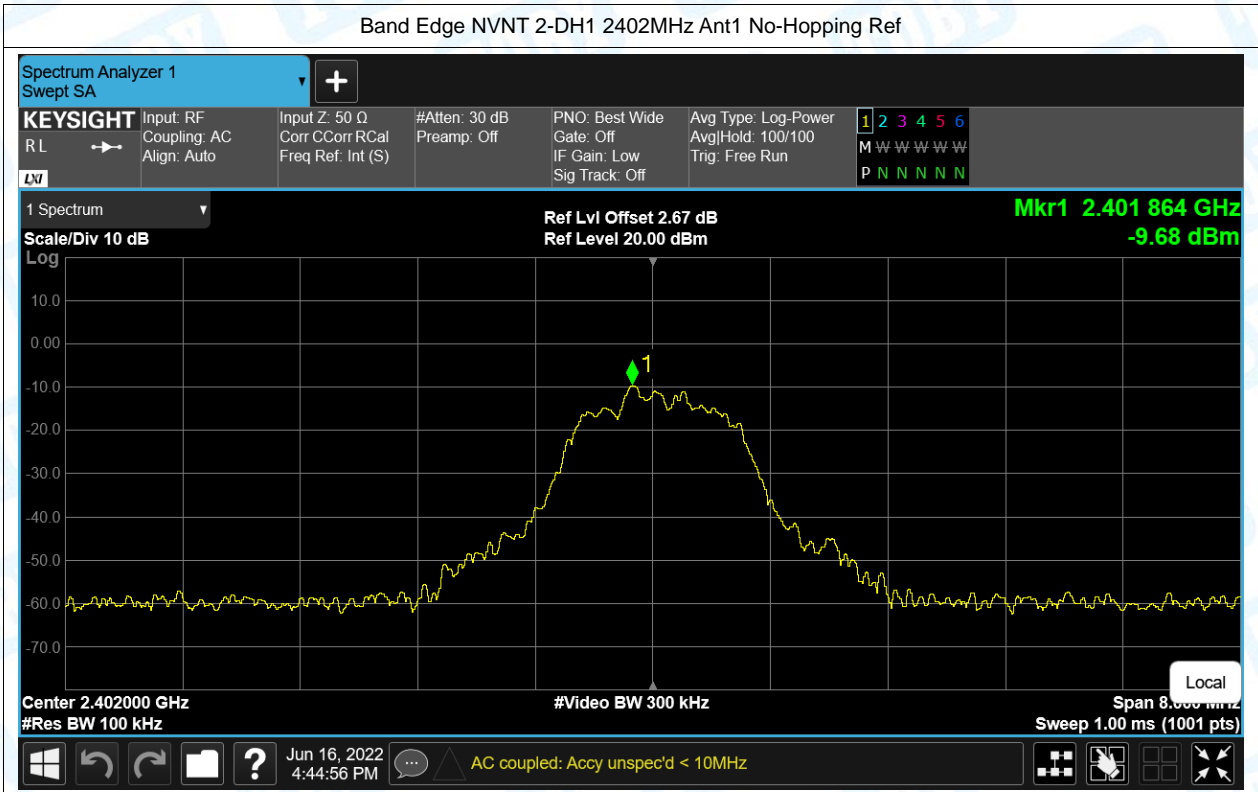 Band Edge NVNT 2-DH1 2402MHz Ant1 No-Hopping Ref
Spectrum Analyzer 1
Swept SA
KEYSIGHT
RL
LXI
Input: RF
Coupling: AC
Align: Auto
Input Z: 50 Ω
Corr CCorr RCal
Freq Ref: Int (S)
#Atten: 30 dB
Preamp: Off
PNO: Best Wide
Gate: Off
IF Gain: Low
Sig Track: Off
Avg Type: Log-Power
Avg|Hold: 100/100
Trig: Free Run
1 2 3 4 5 6
M W W W W W
P N N N N N
1 Spectrum
Scale/Div 10 dB
Log
Ref Lvl Offset 2.67 dB
Ref Level 20.00 dBm
Mkr1 2.401 864 GHz
-9.68 dBm
10.0
0.00
1
-10.0
-20.0
-30.0
-40.0
-50.0
-60.0
-70.0
Local
Center 2.402000 GHz
#Video BW 300 kHz
Span 8.000 MHz
#Res BW 100 kHz
Sweep 1.00 ms (1001 pts)
?
Jun 16, 2022
4:44:56 PM
AC coupled: Accy unspec'd < 10MHz